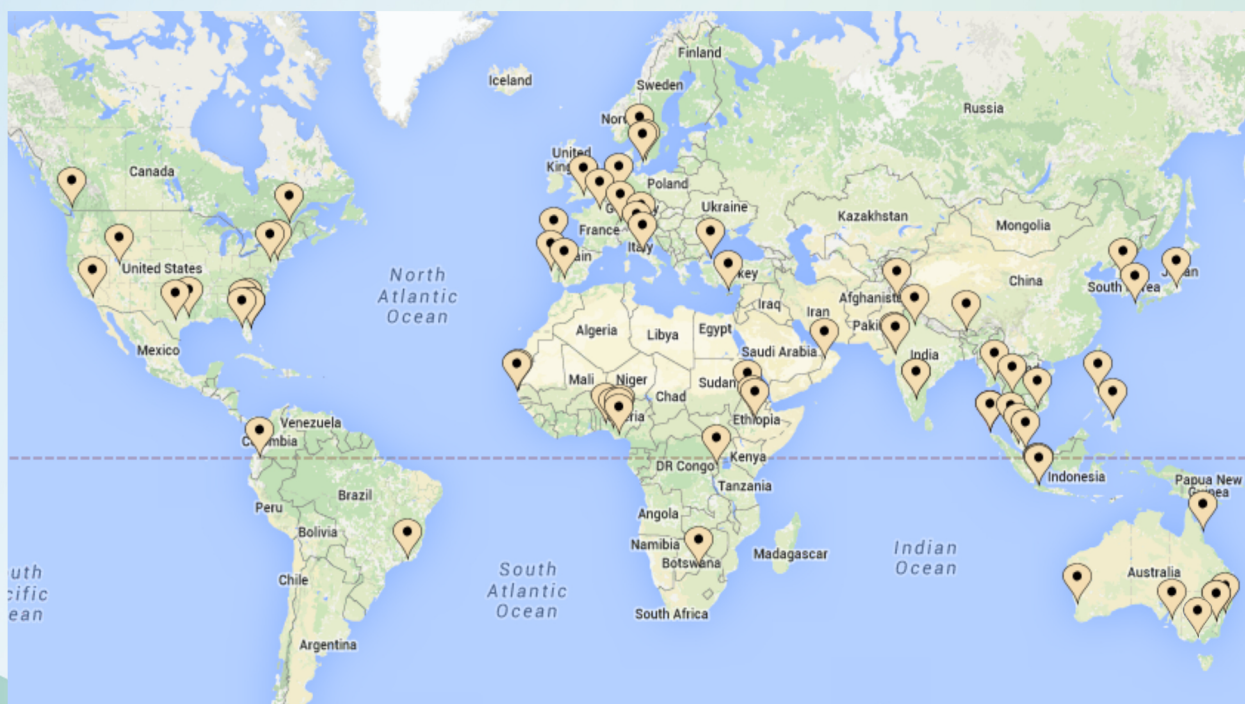 Finland
Iceland
Sweden
Russia
Canada
Poland
Ukraine
Kazakhstan
Mongolia
France
Italy
United States
North
Atlantic
Ocean
China
Iraq
Iran
Algeria
Libya
Egypt
Mexico
Saudi Arabia
India
Mali
Niger
Chad
Sudan
Venezuela
Ethiopia
Kenya
DR Congo
Indonesia
Tanzania
Papua New
Guinea
Brazil
Peru
Angola
Bolivia
Namibia
Botswana
Madagascar
Indian
Ocean
Australia
South
Atlantic
Ocean
Chile
South Africa
Argentina